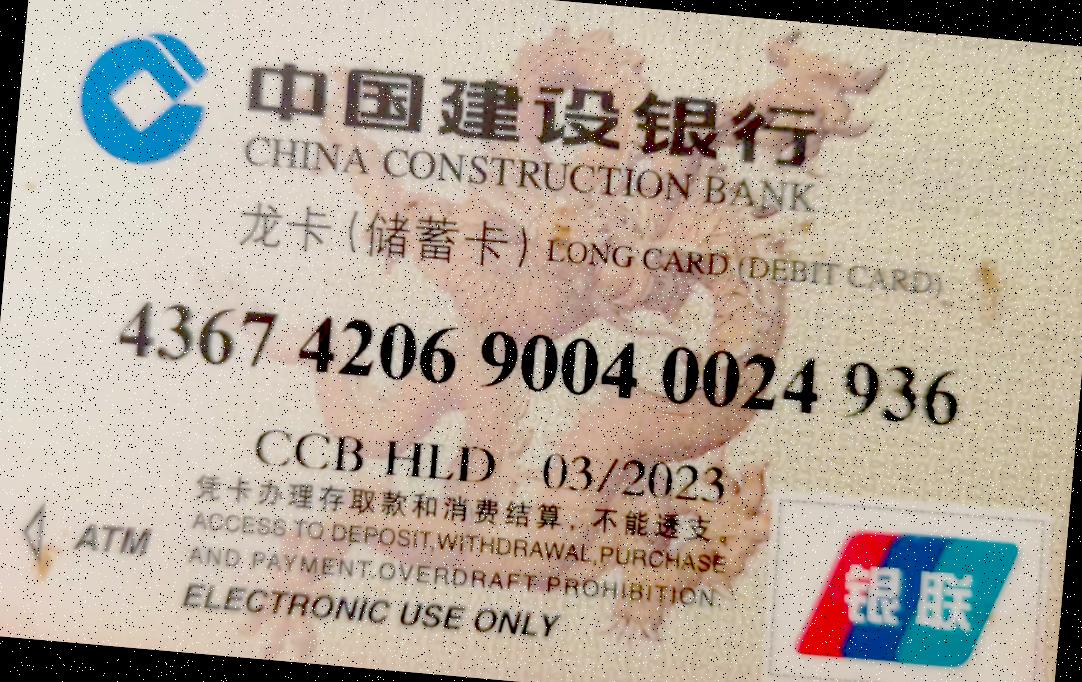 中国建设银行
CHINA CONSTRUCTION BANK
龙卡(储蓄卡) LONG CARD (DEBIT CARD)
4367 4206 9004 0024 936
CCB HLD 03/2023
凭卡办理存取款和消费结算，不能透支。
ACCESS TO DEPOSIT,WITHDRAWAL,PURCHASE
ATM
AND PAYMENT.OVERDRAFT PROHIBITION.
ELECTRONIC USE ONLY
银联